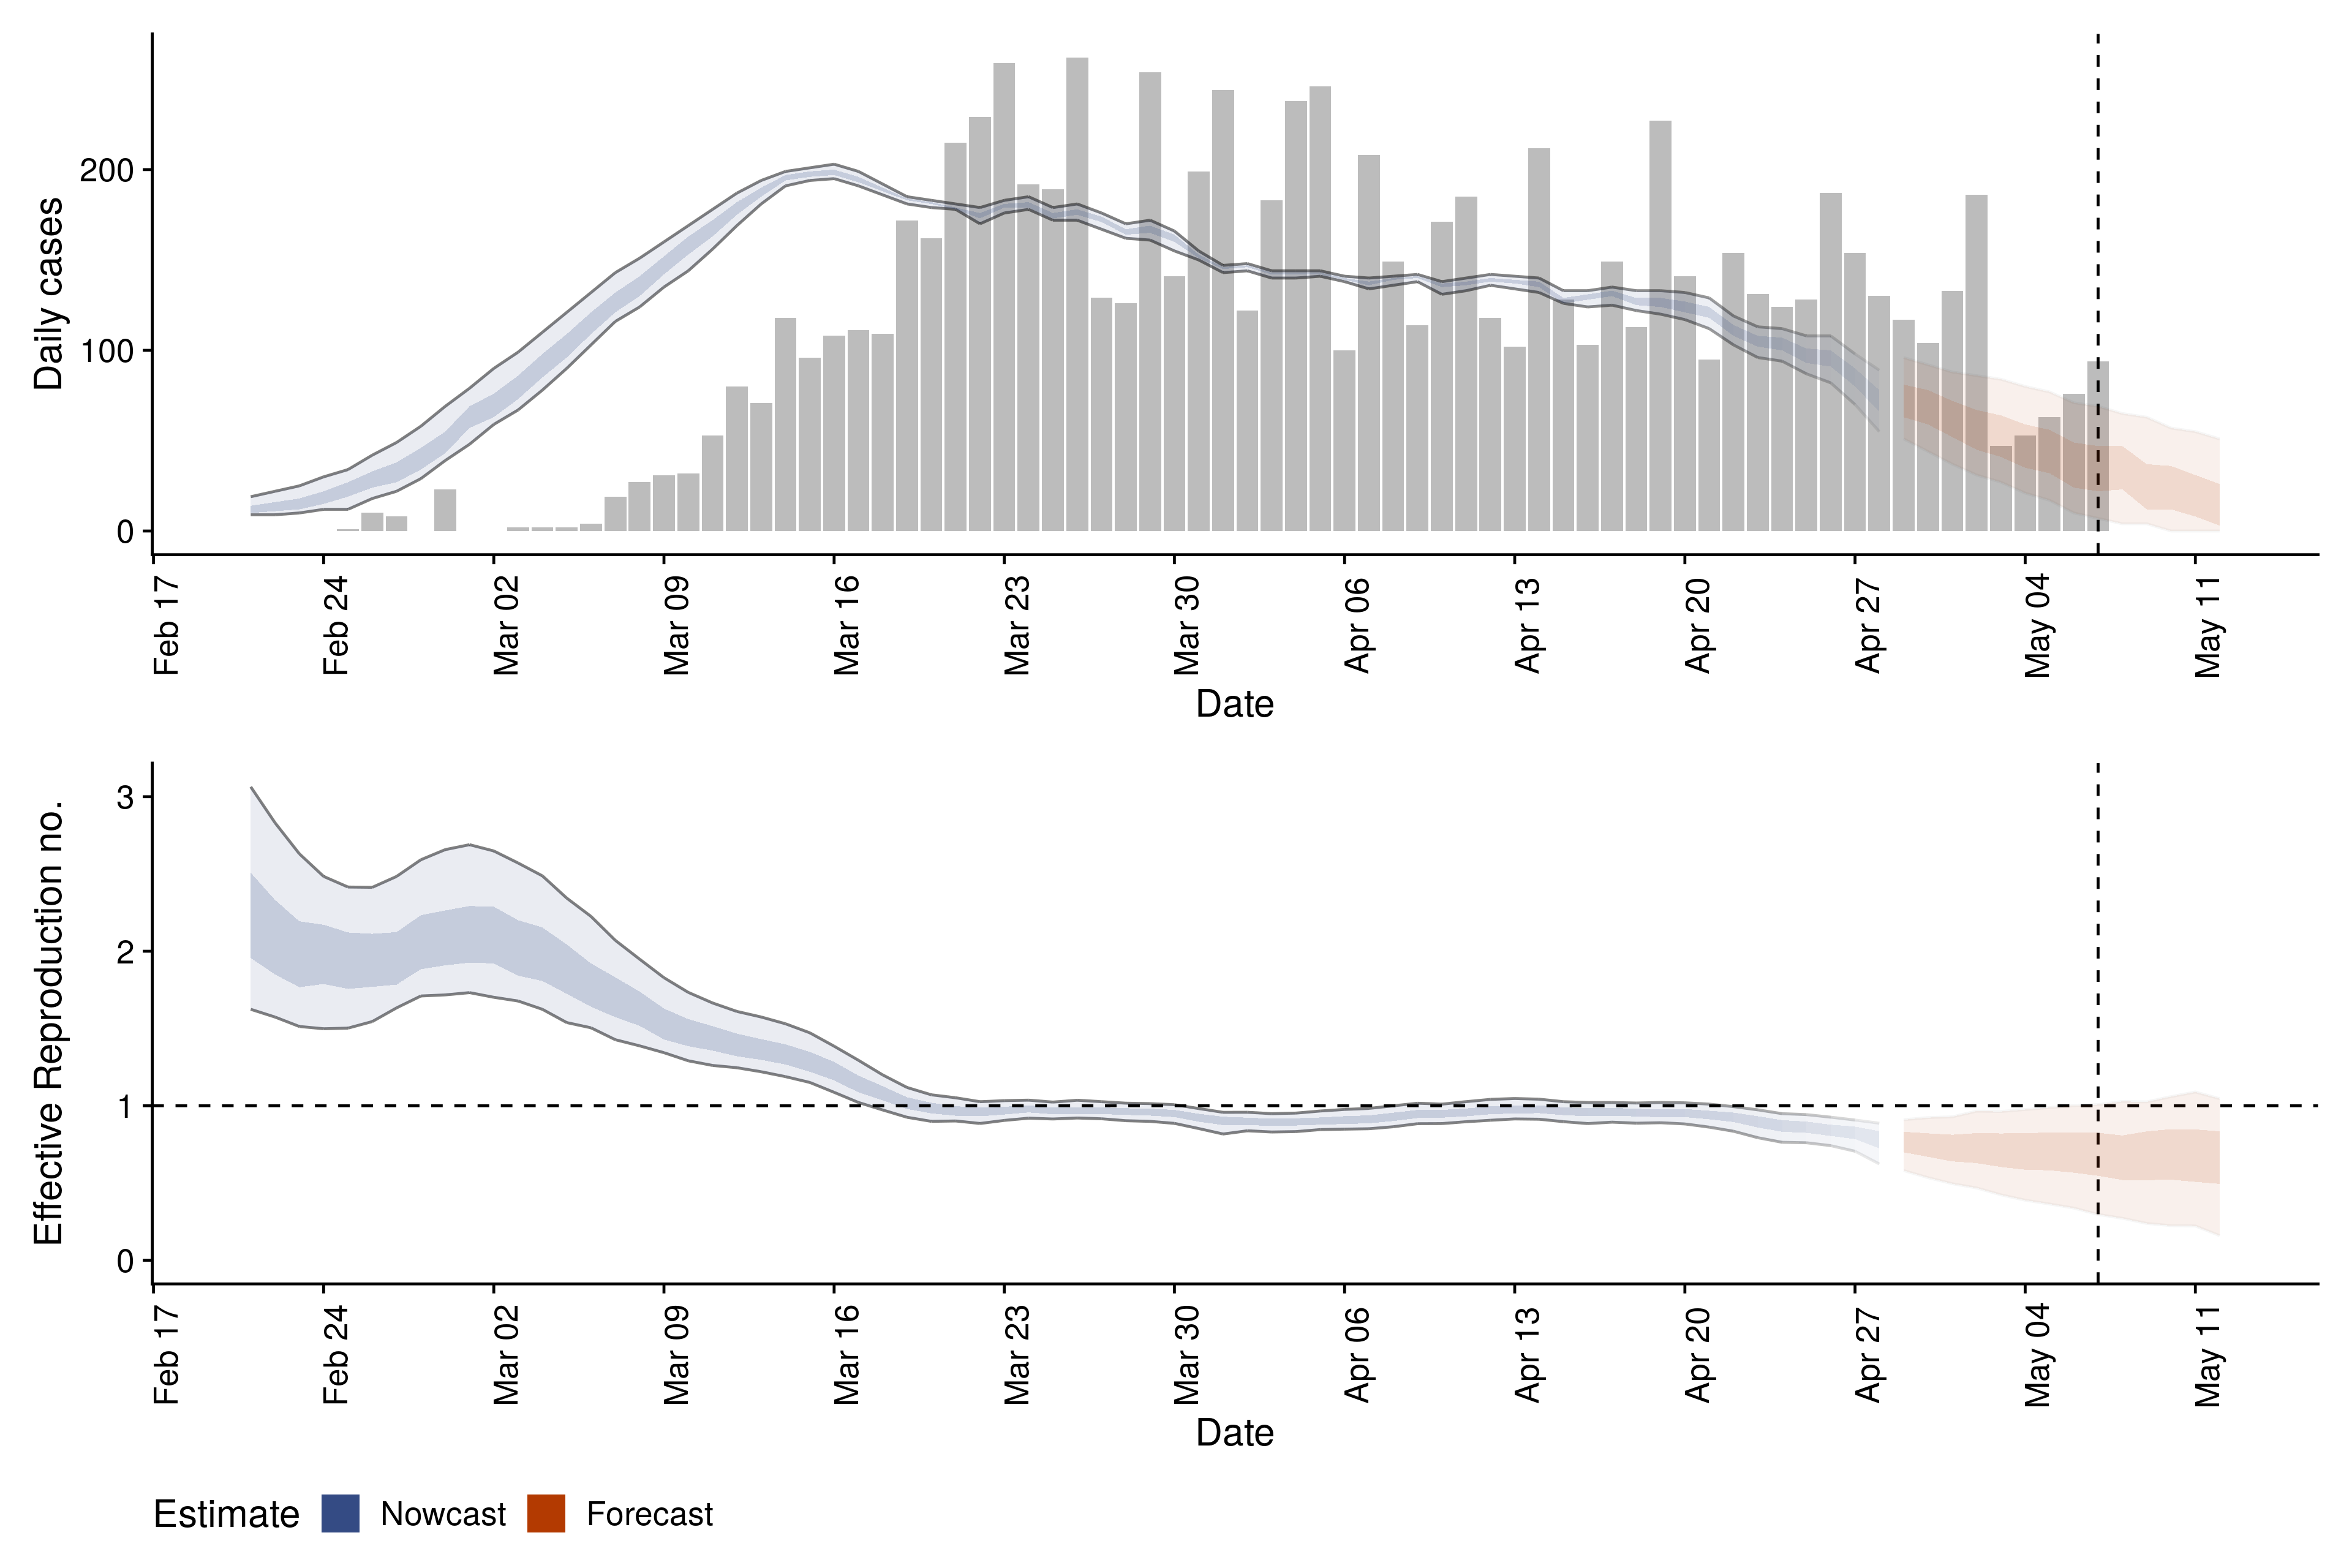 Daily cases
200
100
0
Feb 17
Feb 24
Mar 02
Mar 09
Mar 16
Mar 23
Mar 30
Apr 06
Apr 13
Apr 20
Apr 27
May 04
May 11
Date
Effective Reproduction no.
3
2
1
0
Feb 17
Feb 24
Mar 02
Mar 09
Mar 16
Mar 23
Mar 30
Apr 06
Apr 13
Apr 20
Apr 27
May 04
May 11
Date
Estimate Nowcast Forecast